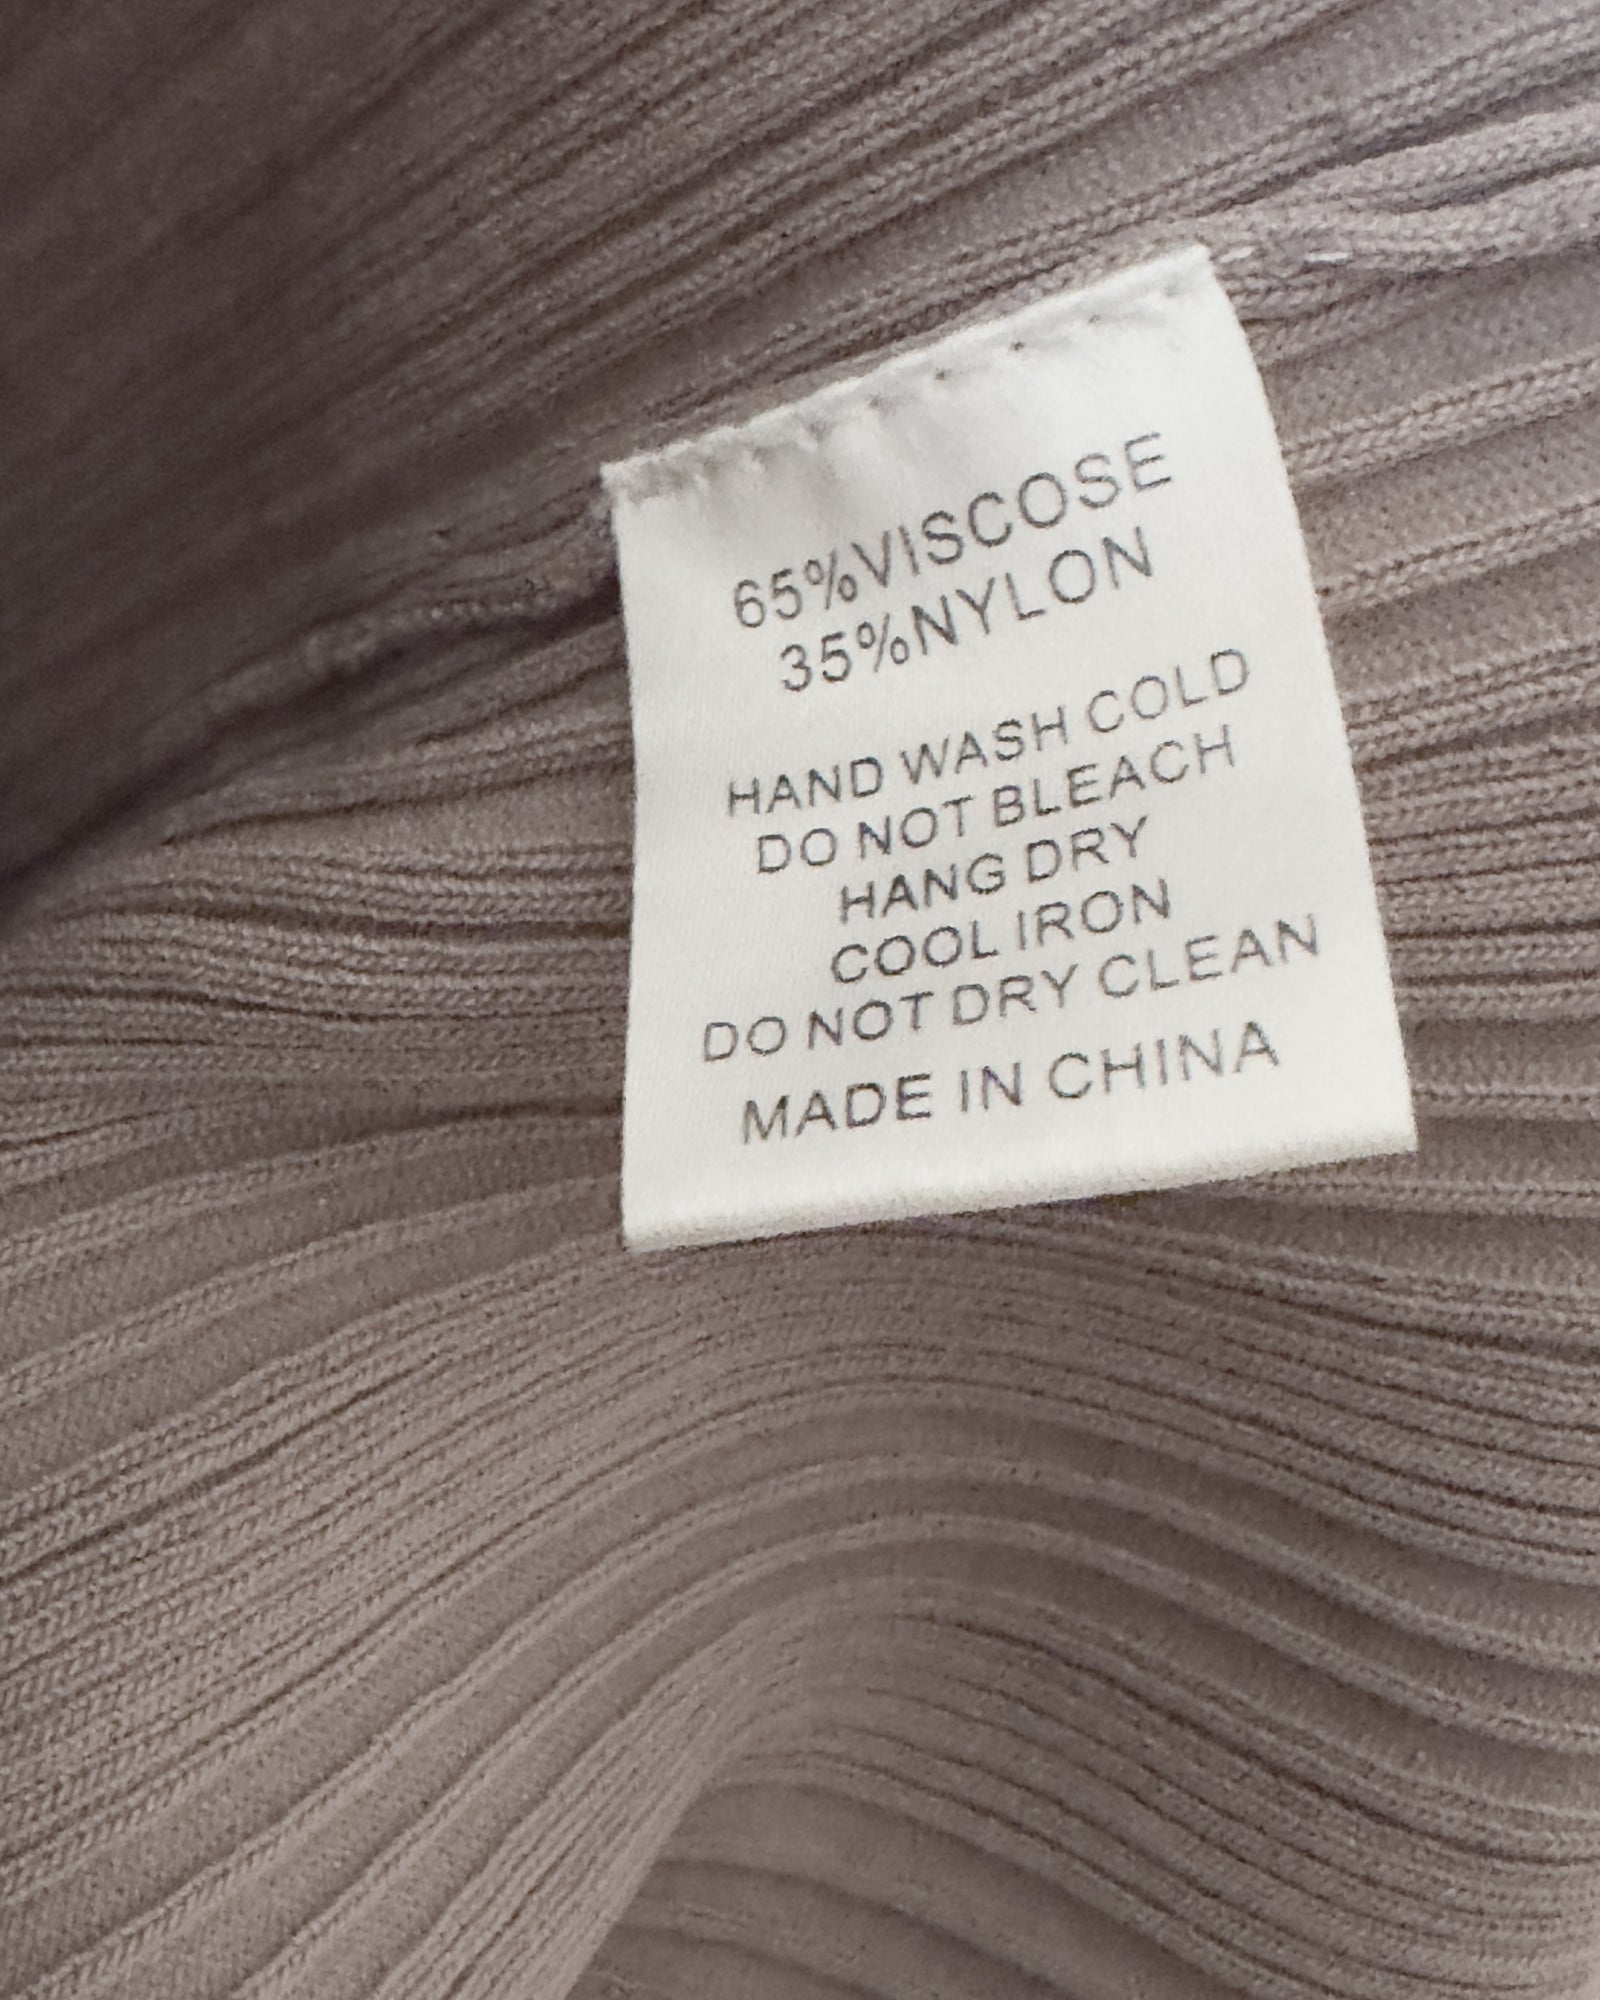 65%VISCOSE
35%NYLON
HAND WASH COLD
DO NOT BLEACH
HANG DRY
COOL IRON
DO NOT DRY CLEAN
MADE IN CHINA